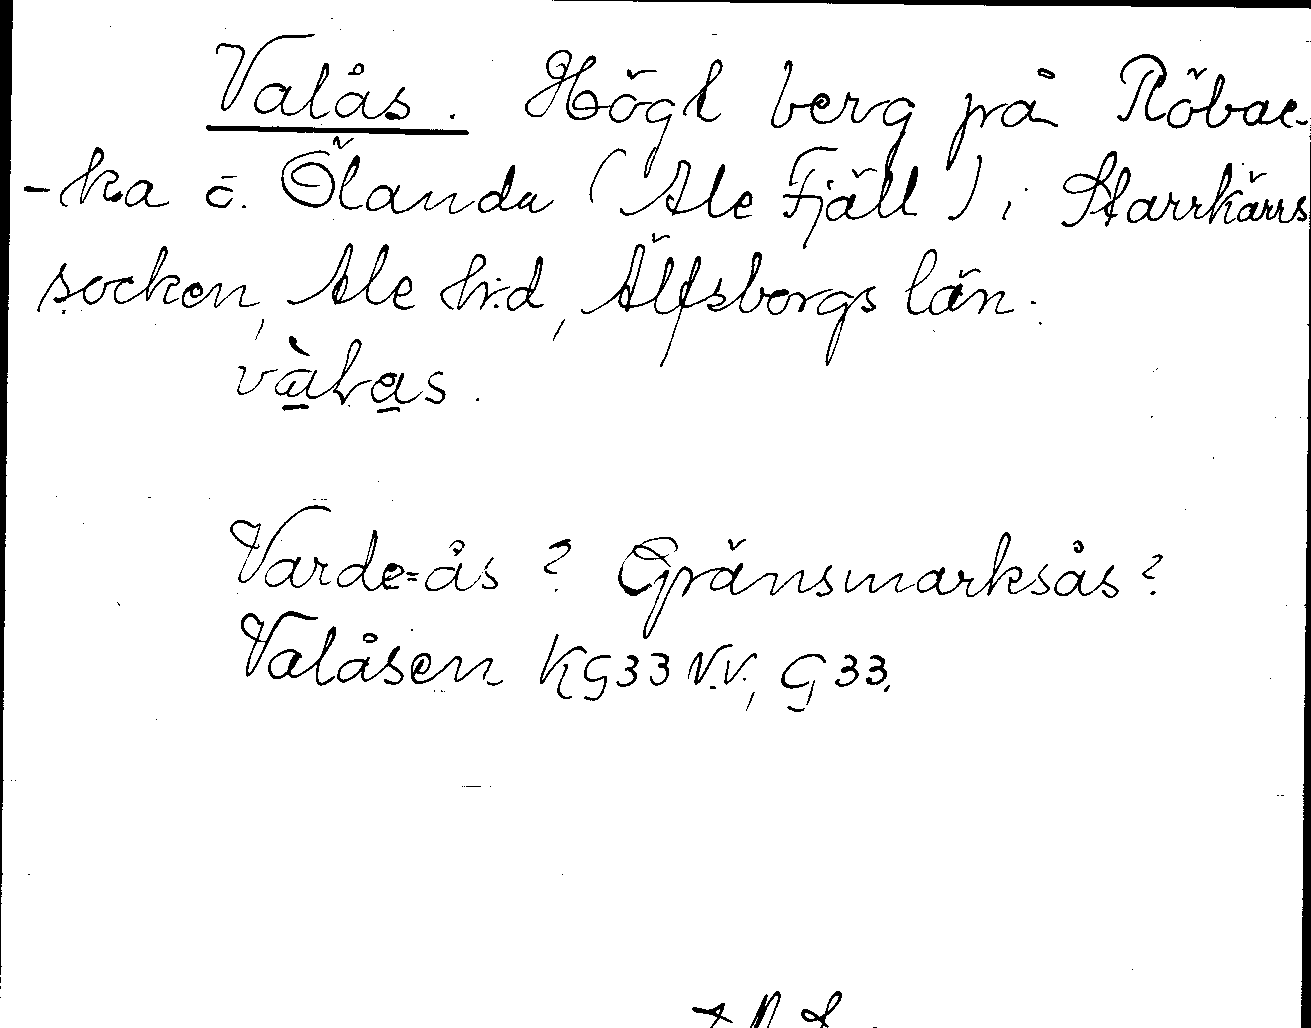 Valås. Högt berg på Röbac-
-ka o. Ölanda (Ale Fjäll) i Starrkärrs
socken, Ale h:d, Älfsborgs län.
vàlas.
Varde=ås? Gränsmarksås?
Valåsen KG33 N.V., G33.